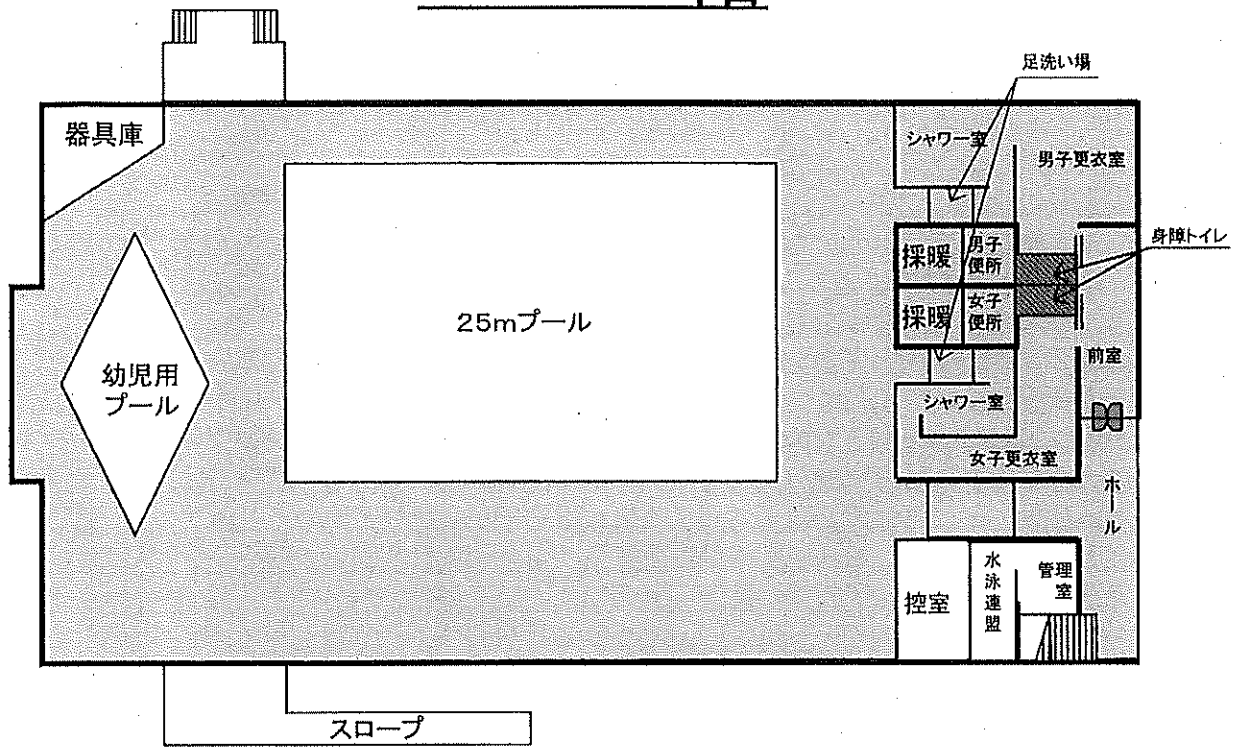 足洗い場
器具庫
シャワー室
男子更衣室
身障トイレ
採暖
男子
便所
採暖
女子
便所
25mプール
前室
幼児用
プール
シャワー室
女子更衣室
ホール
水泳連盟
管理
室
控室
スロープ